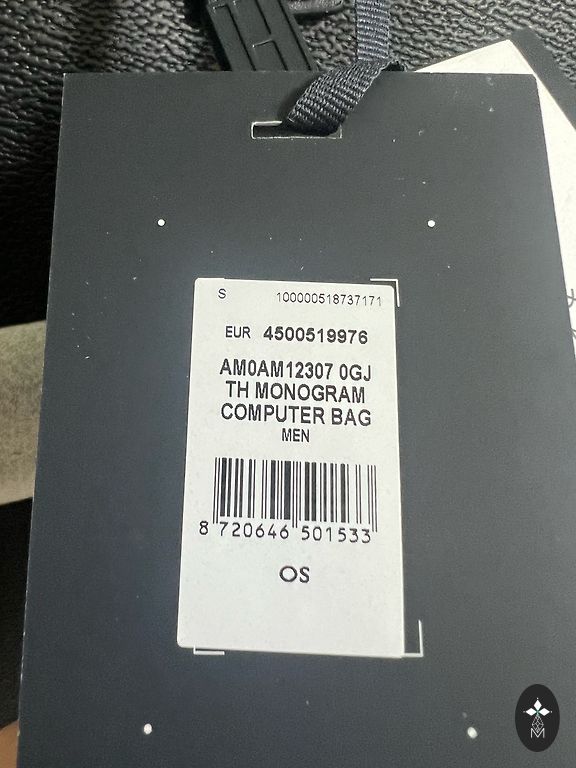 S 100000518737171
EUR 4500519976
AM0AM12307 0GJ
TH MONOGRAM
COMPUTER BAG
MEN
8 720646 501533
OS
M